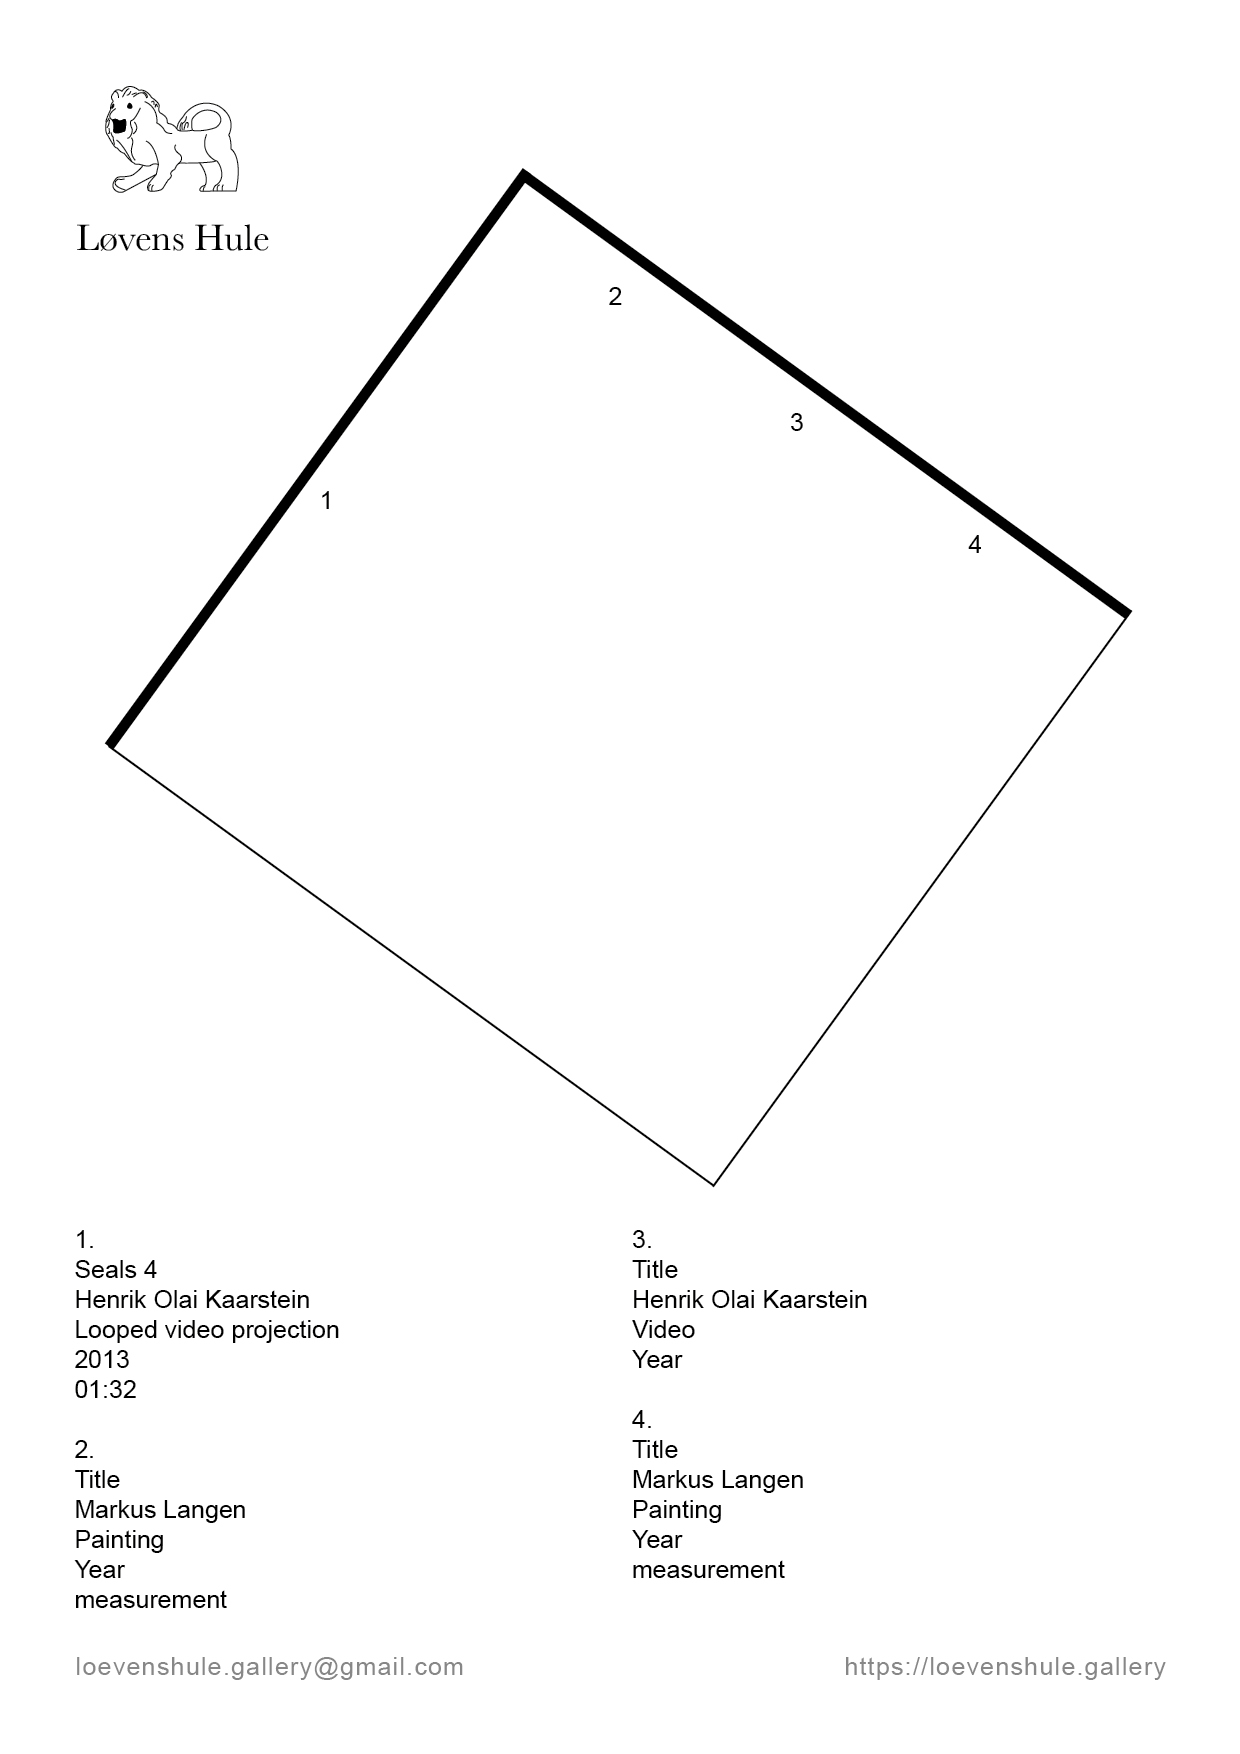 Løvens Hule
2
3
1
4
1.
Seals 4
Henrik Olai Kaarstein
Looped video projection
2013
01:32
2.
Title
Markus Langen
Painting
Year
measurement
3.
Title
Henrik Olai Kaarstein
Video
Year
4.
Title
Markus Langen
Painting
Year
measurement
loevenshule.gallery@gmail.com
https://loevenshule.gallery